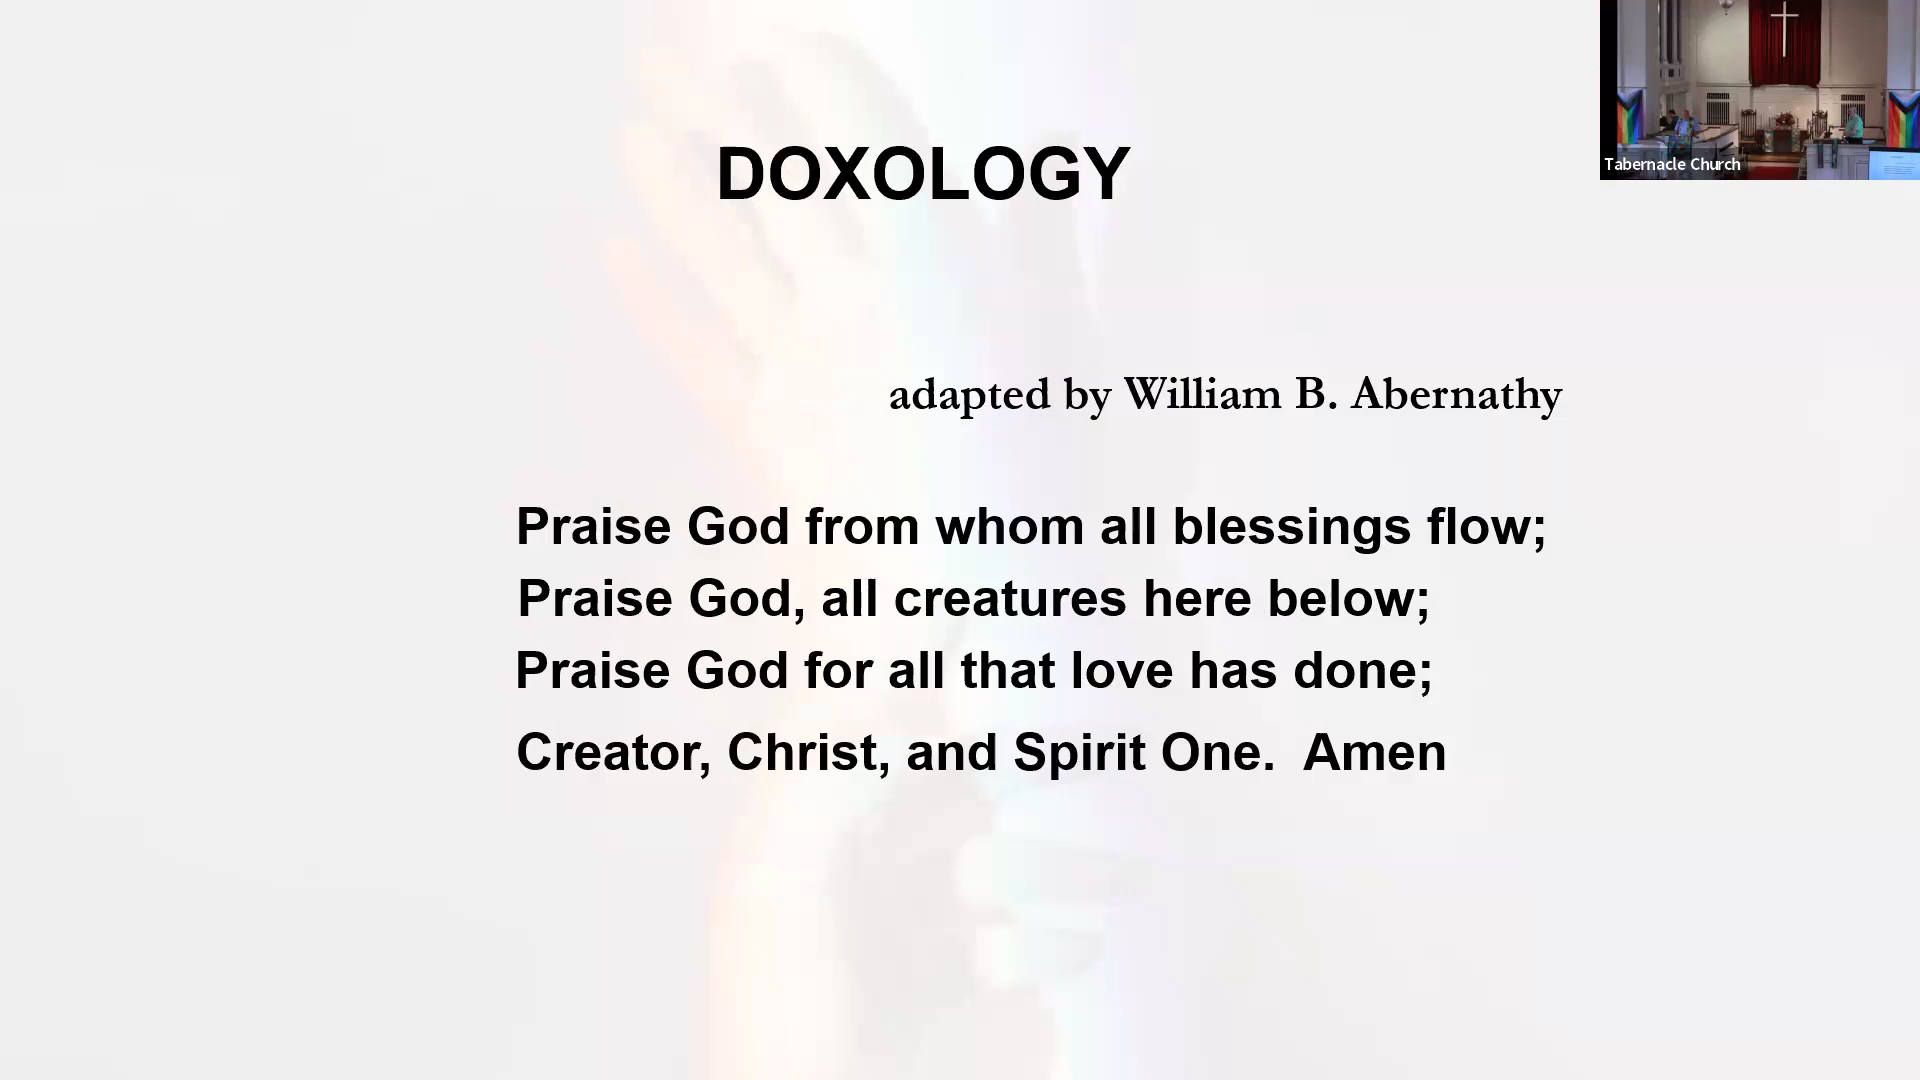 DOXOLOGY
Tabernacle Church
adapted by William B. Abernathy
Praise God from whom all blessings flow;
Praise God, all creatures here below;
Praise God for all that love has done;
Creator, Christ, and Spirit One.  Amen